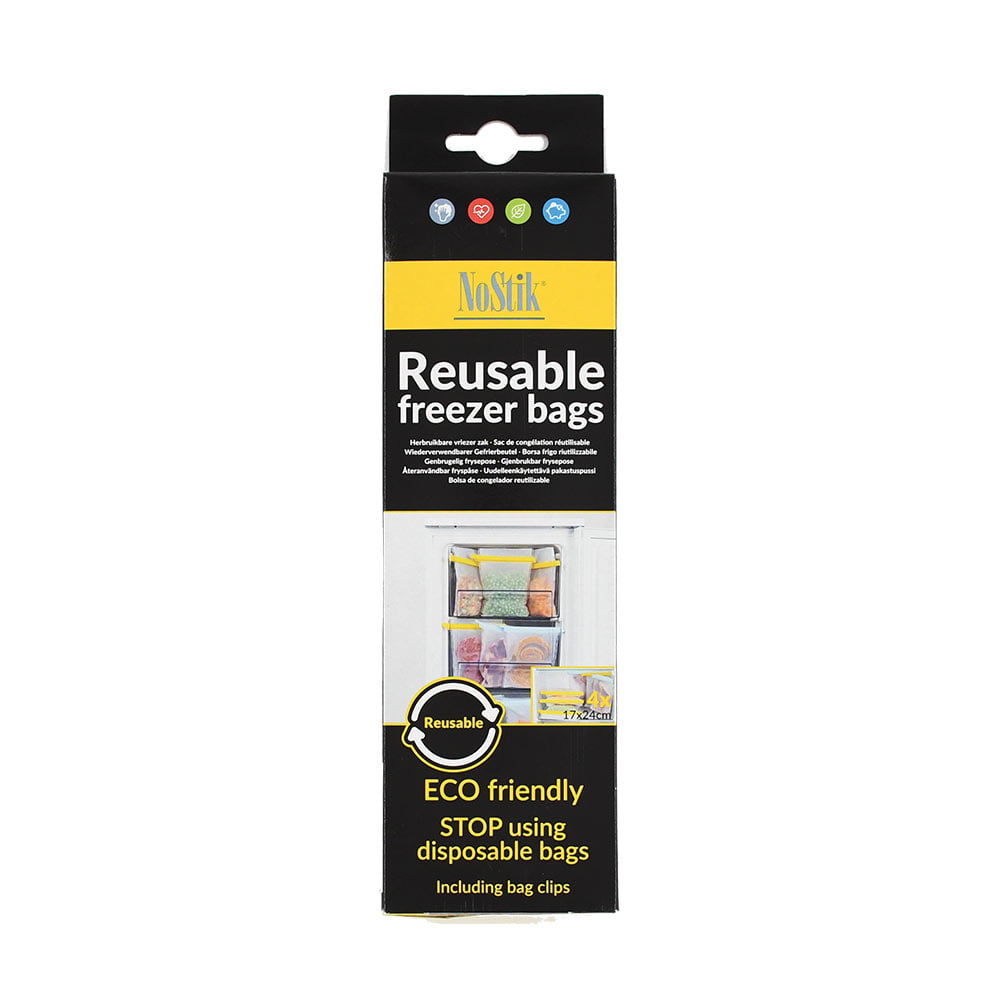 NoStik®
Reusable
freezer bags
Herbruikbare vriezer zak · Sac de congélation réutilisable
Wiederverwendbarer Gefrierbeutel · Borsa frigo riutilizzabile
Genbrugelig frysepose · Gjenbrukbar frysepose
Återanvändbar fryspåse · Uudelleenkäytettävä pakastuspussi
Bolsa de congelador reutilizable
4x
17x24cm
Reusable
ECO friendly
STOP using
disposable bags
Including bag clips